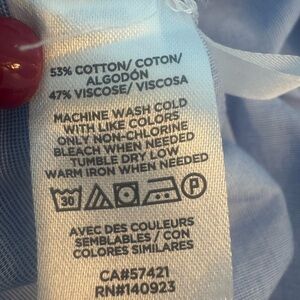 53% COTTON/ COTON/
ALGODÓN
47% VISCOSE/ VISCOSA
MACHINE WASH COLD
WITH LIKE COLORS
ONLY NON-CHLORINE
BLEACH WHEN NEEDED
TUMBLE DRY LOW
WARM IRON WHEN NEEDED
30 P
AVEC DES COULEURS
SEMBLABLES / CON
COLORES SIMILARES
CA#57421
RN#140923